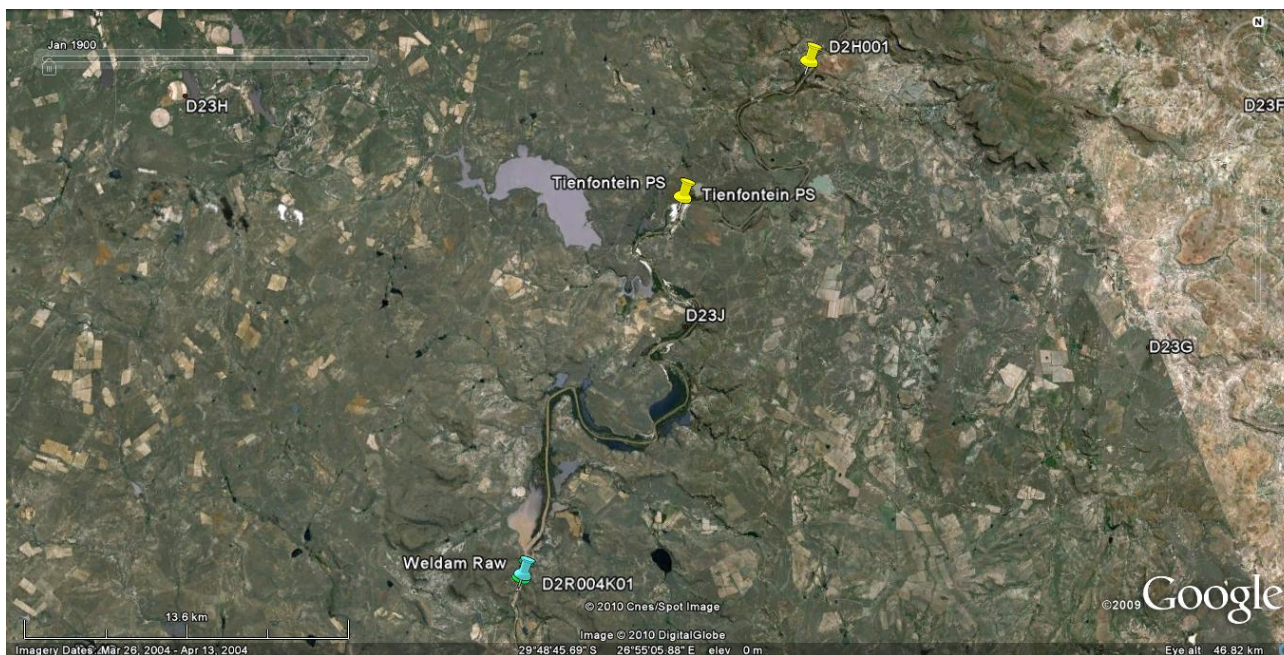 Jan 1900
N
D2H001
D23H
D23F
Tienfontein PS
Tienfontein PS
D23J
D23G
Weldam Raw
D2R004K01
13.6 km
© 2010 Cnes/Spot Image
©2009 Google
Image © 2010 DigitalGlobe
Imagery Dates: Mar 26, 2004 - Apr 13, 2004
29°48'45.69" S 26°55'05.88" E elev 0 m
Eye alt 46.82 km